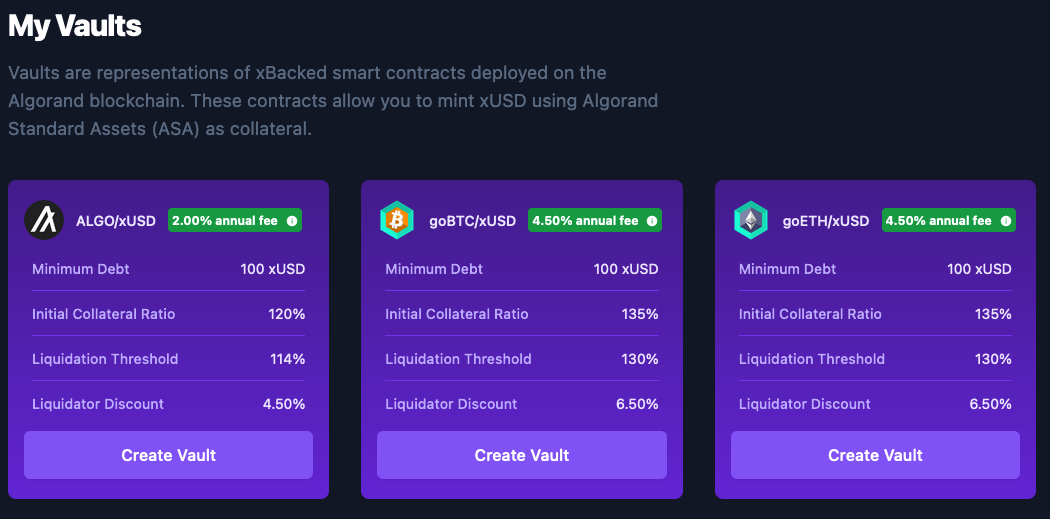 My Vaults
Vaults are representations of xBacked smart contracts deployed on the
Algorand blockchain. These contracts allow you to mint xUSD using Algorand
Standard Assets (ASA) as collateral.
ALGO/xUSD 2.00% annual fee
Minimum Debt 100 xUSD
Initial Collateral Ratio 120%
Liquidation Threshold 114%
Liquidator Discount 4.50%
Create Vault
goBTC/xUSD 4.50% annual fee
Minimum Debt 100 xUSD
Initial Collateral Ratio 135%
Liquidation Threshold 130%
Liquidator Discount 6.50%
Create Vault
goETH/xUSD 4.50% annual fee
Minimum Debt 100 xUSD
Initial Collateral Ratio 135%
Liquidation Threshold 130%
Liquidator Discount 6.50%
Create Vault